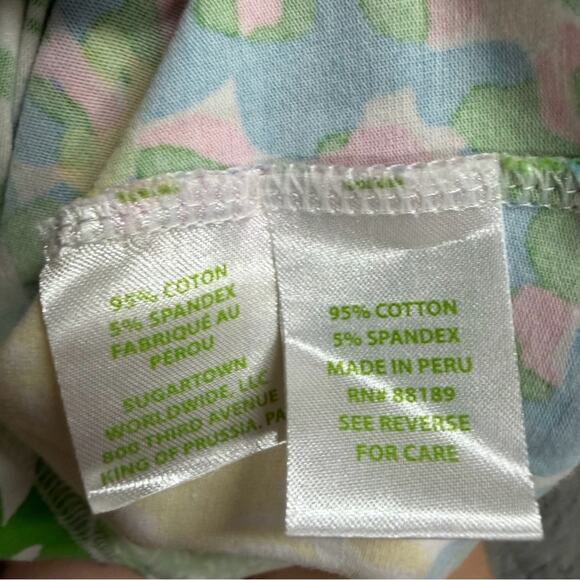 95% COTON
5% SPANDEX
FABRIQUÉ AU
PÉROU
SUGARTOWN
WORLDWIDE, LLC
800 THIRD AVENUE
KING OF PRUSSIA, PA
95% COTTON
5% SPANDEX
MADE IN PERU
RN# 88189
SEE REVERSE
FOR CARE